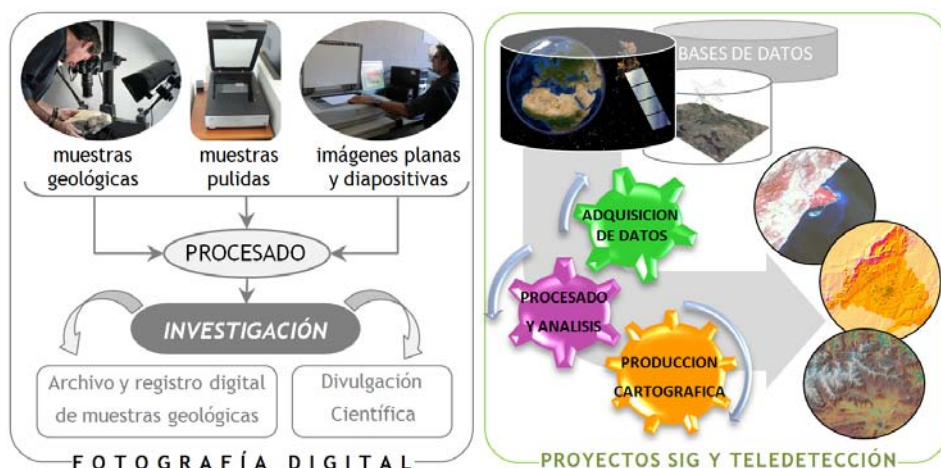 muestras
geológicas
muestras
pulidas
imágenes planas
y diapositivas
PROCESADO
INVESTIGACIÓN
Archivo y registro digital
de muestras geológicas
Divulgación
Científica
FOTOGRAFÍA DIGITAL
BASES DE DATOS
ADQUISICION
DE DATOS
PROCESADO
Y ANALISIS
PRODUCCION
CARTOGRAFICA
PROYECTOS SIG Y TELEDETECCIÓN